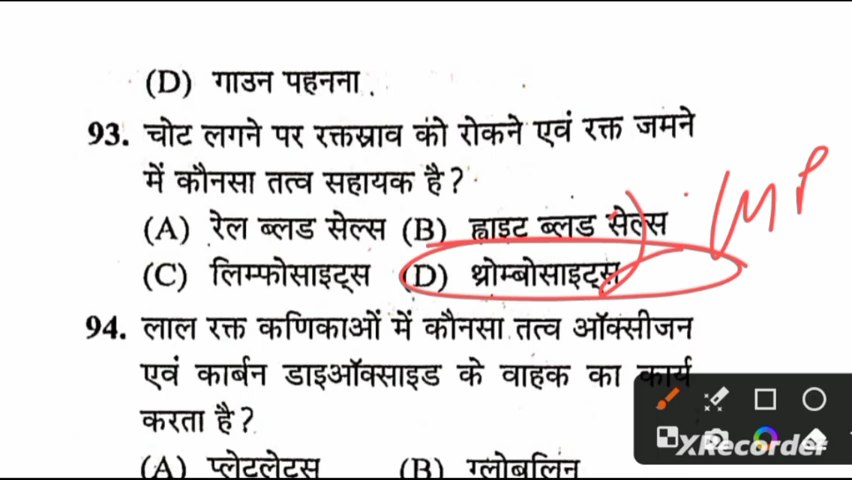 (D) गाउन पहनना .
93. चोट लगने पर रक्तस्राव को रोकने एवं रक्त जमने
में कौनसा तत्व सहायक है?
(A) रेल ब्लड सेल्स (B) ह्वाइट ब्लड सेल्स
(C) लिम्फोसाइट्स (D) थ्रोम्बोसाइट्स
IMP
94. लाल रक्त कणिकाओं में कौनसा तत्व ऑक्सीजन
एवं कार्बन डाइऑक्साइड के वाहक का कार्य
करता है?
(A) प्लेटलेट्स (B) ग्लोबलिन
XRecorder